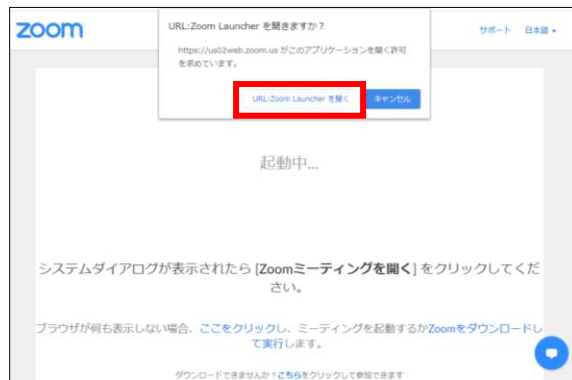 zoom
サポート 日本語
URL:Zoom Launcher を開きますか？
https://us02web.zoom.us がこのアプリケーションを開く許可
を求めています。
URL:Zoom Launcher を開く キャンセル
起動中...
システムダイアログが表示されたら [Zoomミーティングを開く] をクリックしてくだ
さい。
ブラウザが何も表示しない場合、ここをクリックし、ミーティングを起動するかZoomをダウンロードし
て実行します。
ダウンロードできませんか？こちらをクリックして参加できます